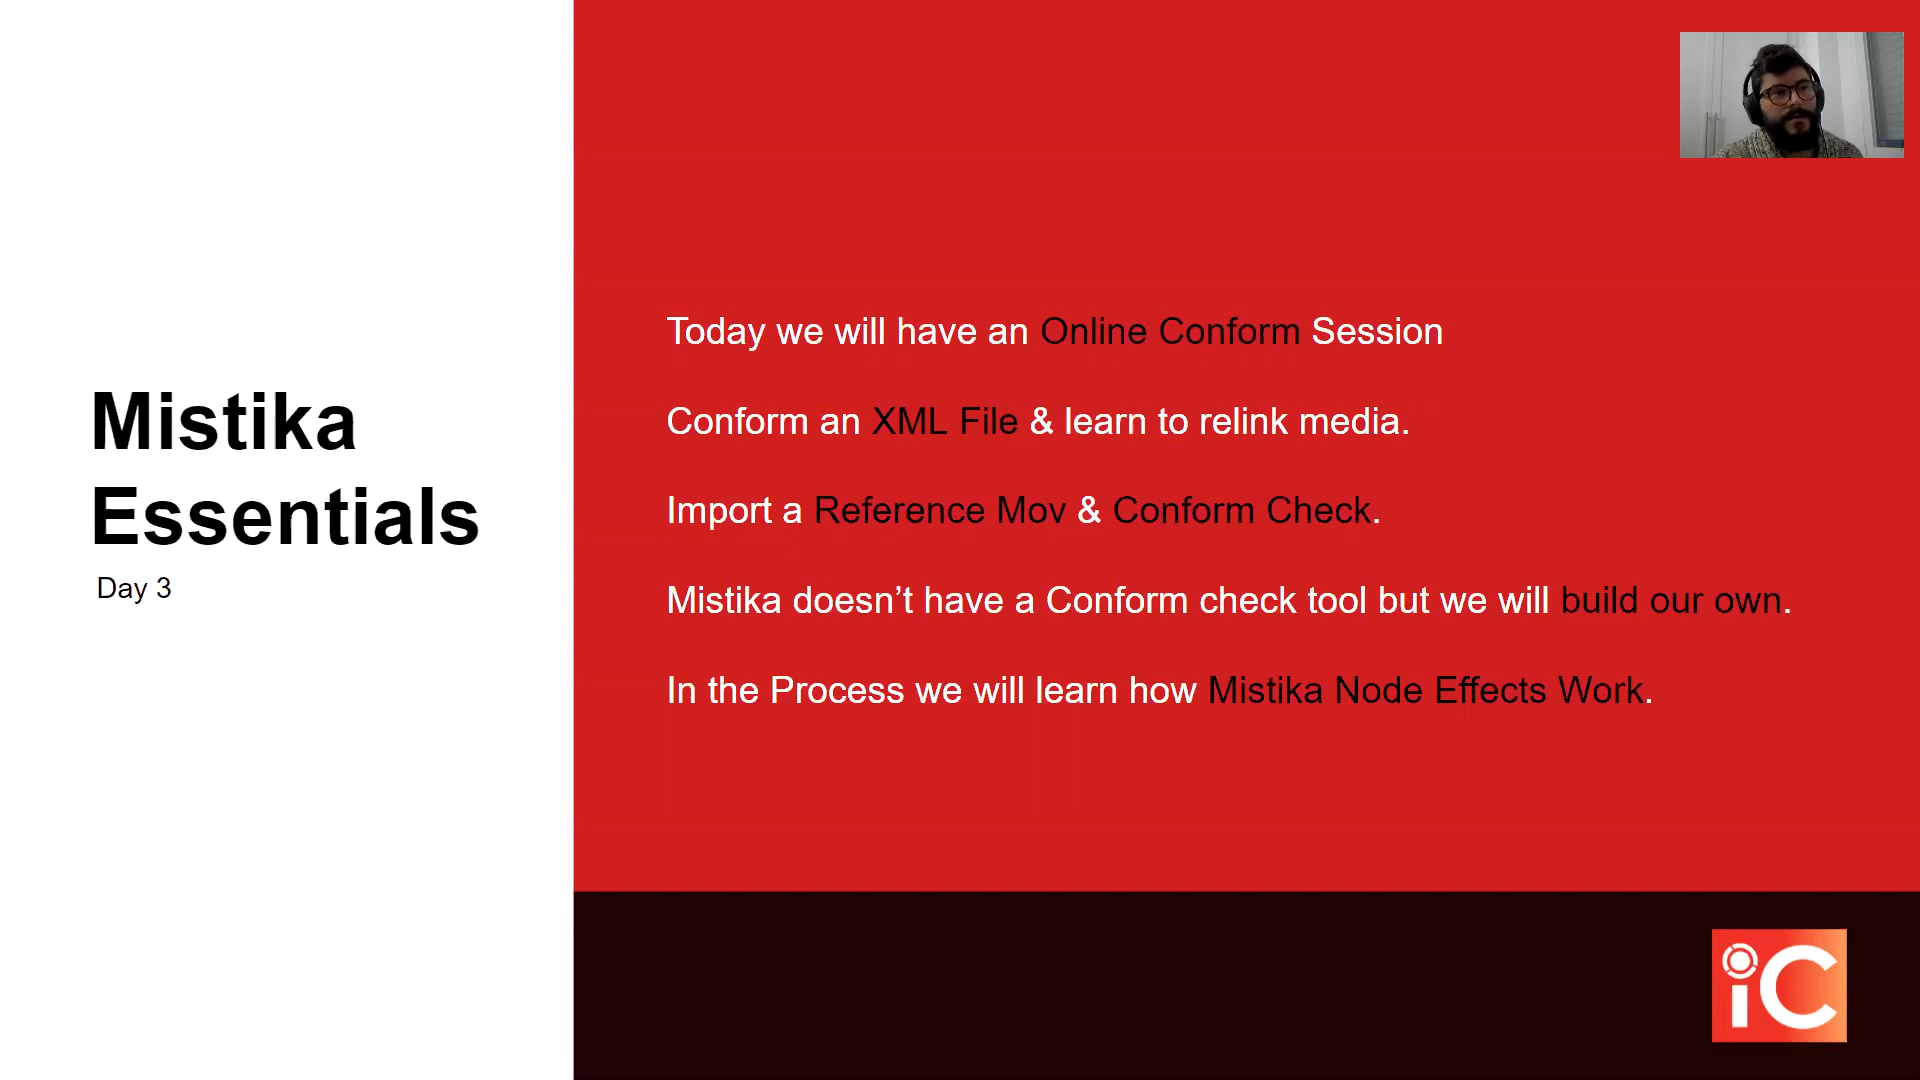 Mistika
Essentials
Day 3
Today we will have an Online Conform Session
Conform an XML File & learn to relink media.
Import a Reference Mov & Conform Check.
Mistika doesn’t have a Conform check tool but we will build our own.
In the Process we will learn how Mistika Node Effects Work.
iC